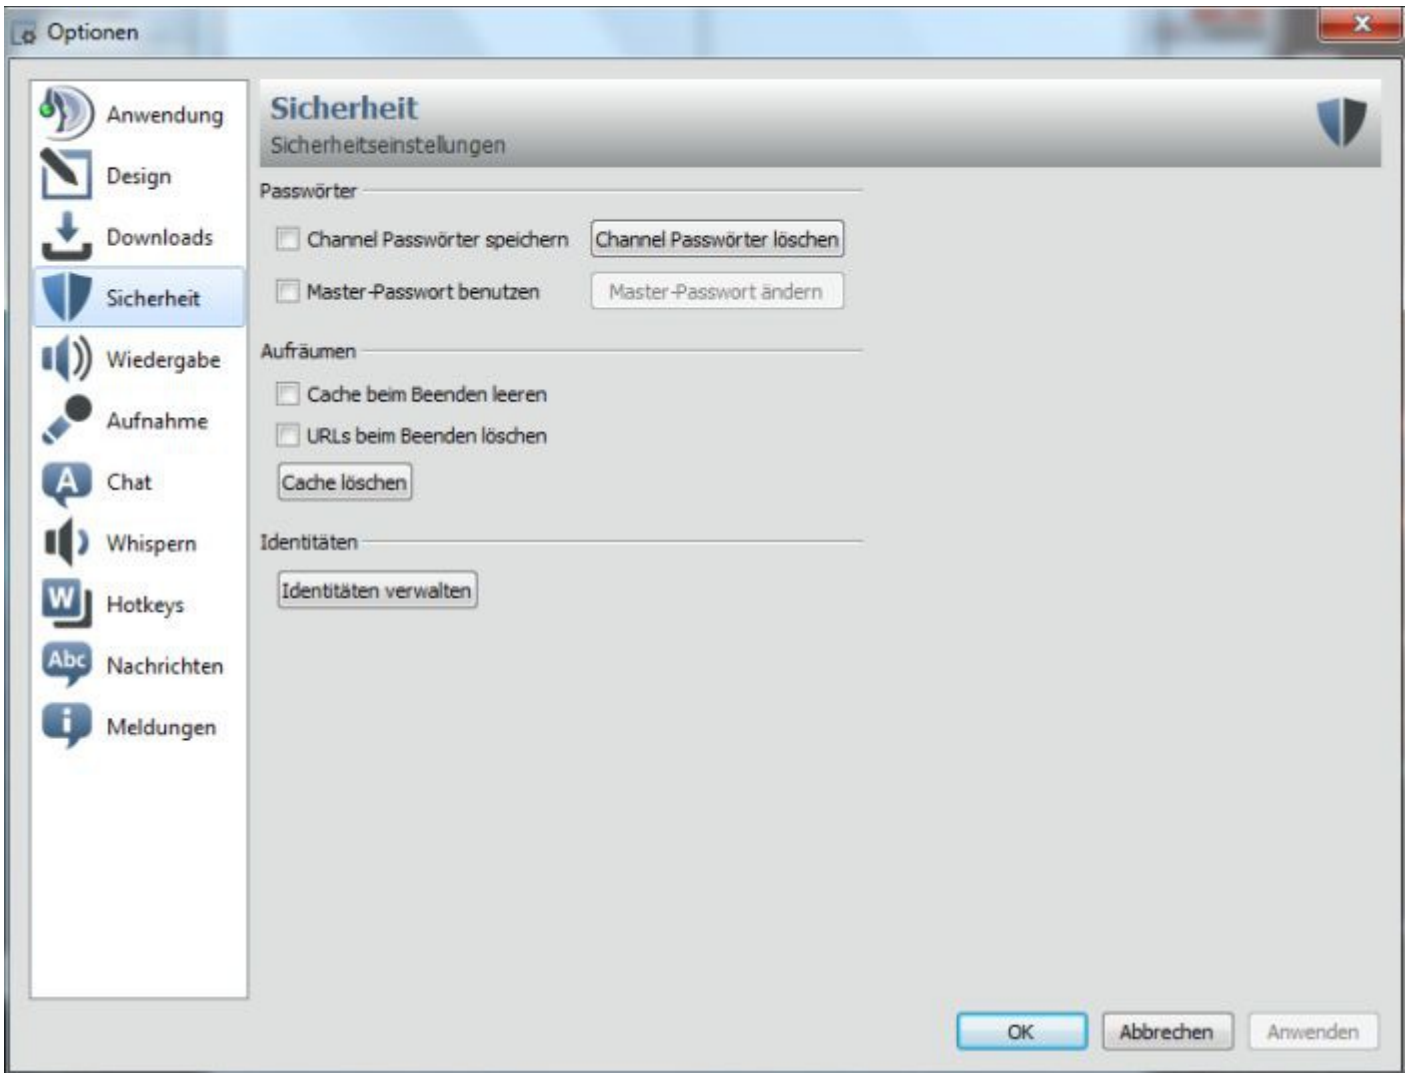 Optionen
Anwendung
Design
Downloads
Sicherheit
Wiedergabe
Aufnahme
Chat
Whispern
Hotkeys
Nachrichten
Meldungen
Sicherheit
Sicherheitseinstellungen
Passwörter
Channel Passwörter speichern Channel Passwörter löschen
Master-Passwort benutzen Master-Passwort ändern
Aufräumen
Cache beim Beenden leeren
URLs beim Beenden löschen
Cache löschen
Identitäten
Identitäten verwalten
OK Abbrechen Anwenden